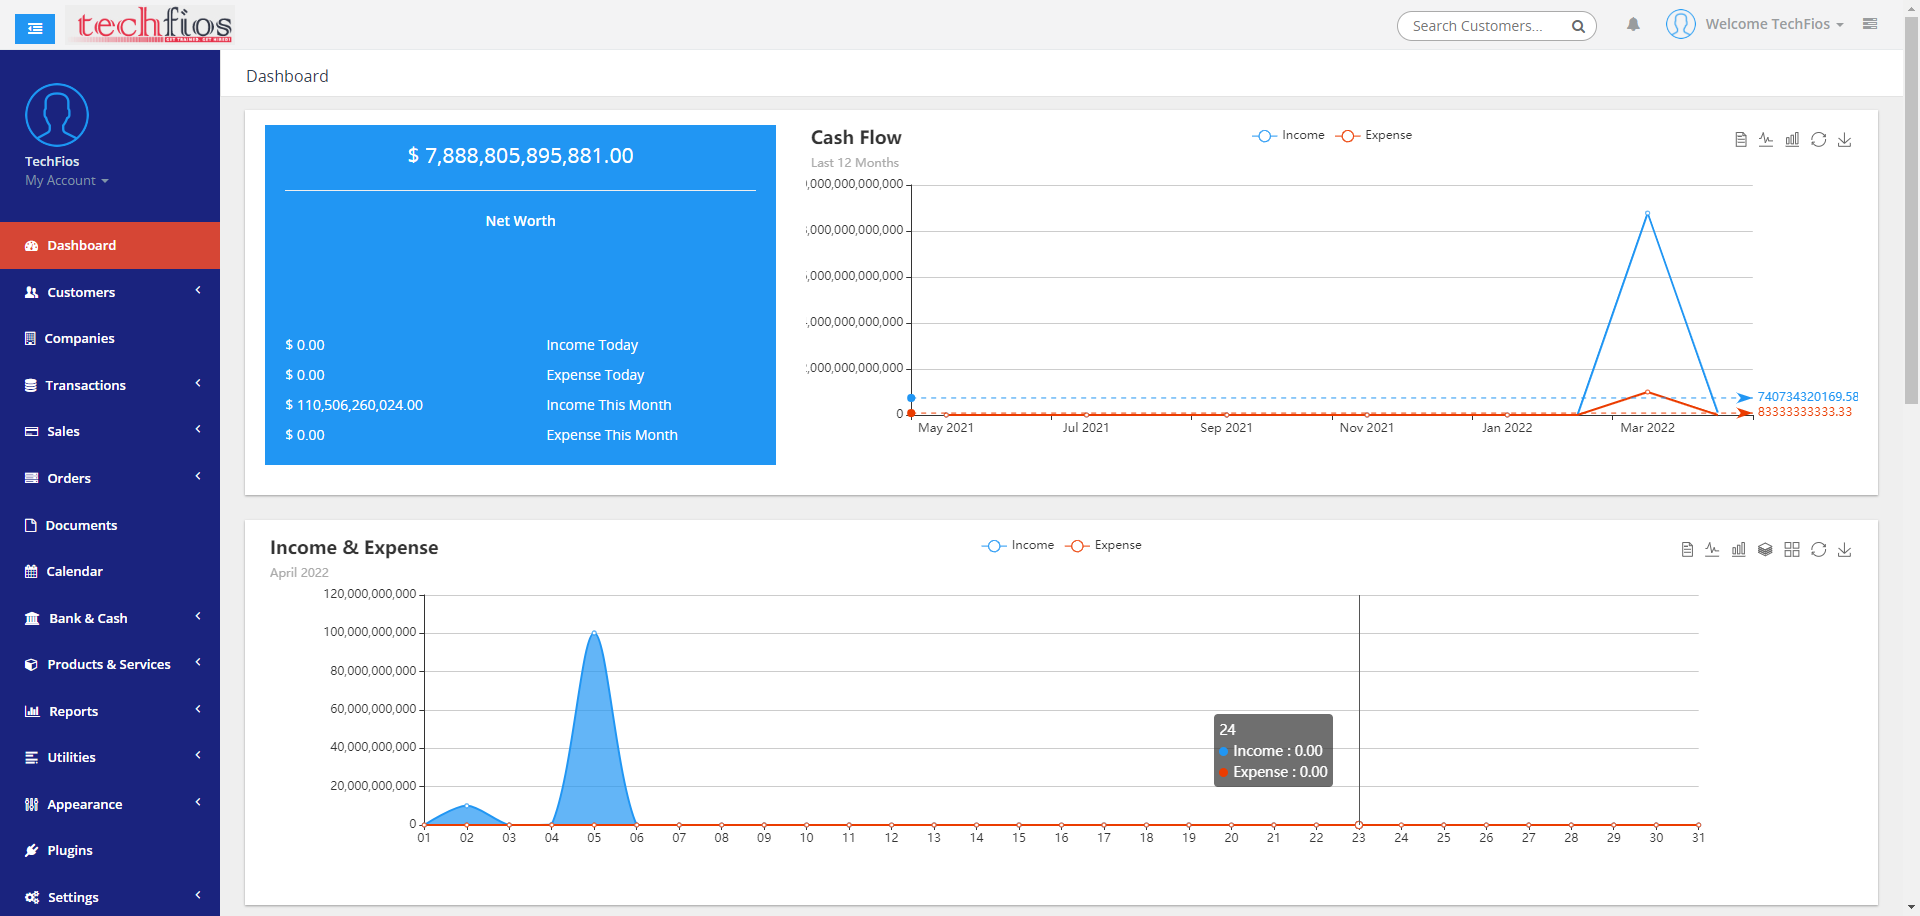 techfios
Search Customers...
Welcome TechFios
TechFios
My Account
Dashboard
Customers
Companies
Transactions
Sales
Orders
Documents
Calendar
Bank & Cash
Products & Services
Reports
Utilities
Appearance
Plugins
Settings
Dashboard
$ 7,888,805,895,881.00
Net Worth
$ 0.00 Income Today
$ 0.00 Expense Today
$ 110,506,260,024.00 Income This Month
$ 0.00 Expense This Month
Cash Flow
Last 12 Months
Income Expense
,000,000,000,000
,000,000,000,000
,000,000,000,000
,000,000,000,000
,000,000,000,000
0
740734320169.58
83333333333.33
May 2021 Jul 2021 Sep 2021 Nov 2021 Jan 2022 Mar 2022
Income & Expense
April 2022
Income Expense
120,000,000,000
100,000,000,000
80,000,000,000
60,000,000,000
40,000,000,000
20,000,000,000
0
24
Income : 0.00
Expense : 0.00
01 02 03 04 05 06 07 08 09 10 11 12 13 14 15 16 17 18 19 20 21 22 23 24 25 26 27 28 29 30 31